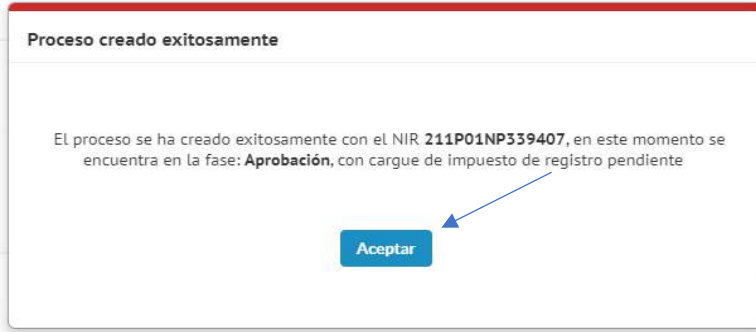 Proceso creado exitosamente
El proceso se ha creado exitosamente con el NIR 211P01NP339407, en este momento se
encuentra en la fase: Aprobación, con cargue de impuesto de registro pendiente
Aceptar